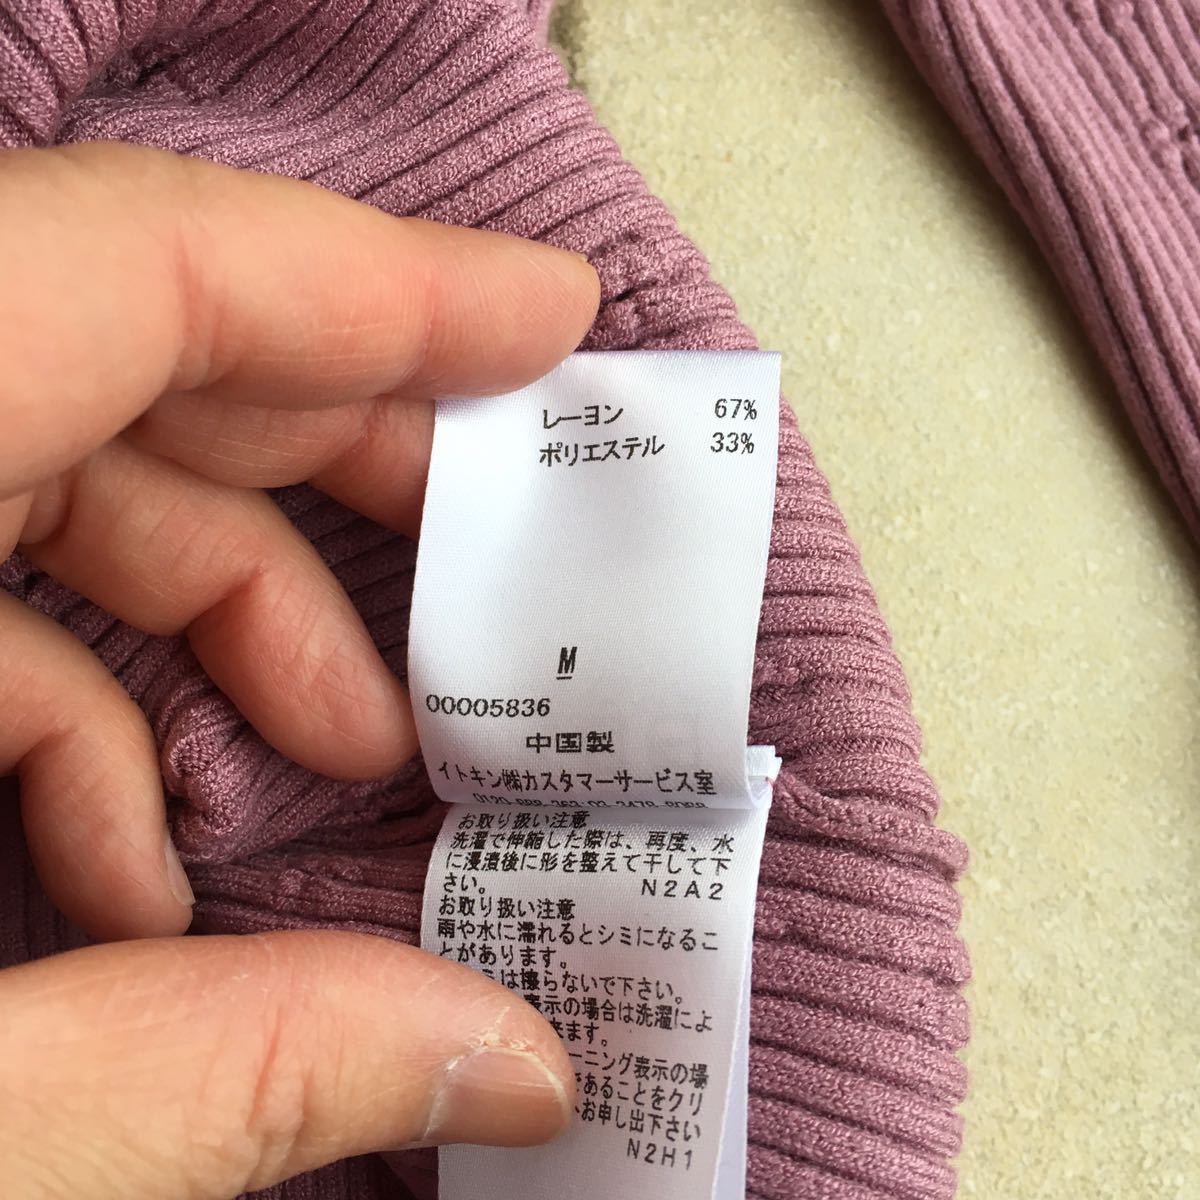 レーヨン 67%
ポリエステル 33%
M
00005836
中国製
イトキン㈱カスタマーサービス室
お取り扱い注意
洗濯で伸縮した際は、再度、水
に浸漬後に形を整えて干して下
さい。 N2A2
お取り扱い注意
雨や水に濡れるとシミになるこ
とがあります。
は擦らないで下さい。
表示の場合は洗濯によ
来ます。
ーニング表示の場
であることをクリ
お申し出下さい
N2H1